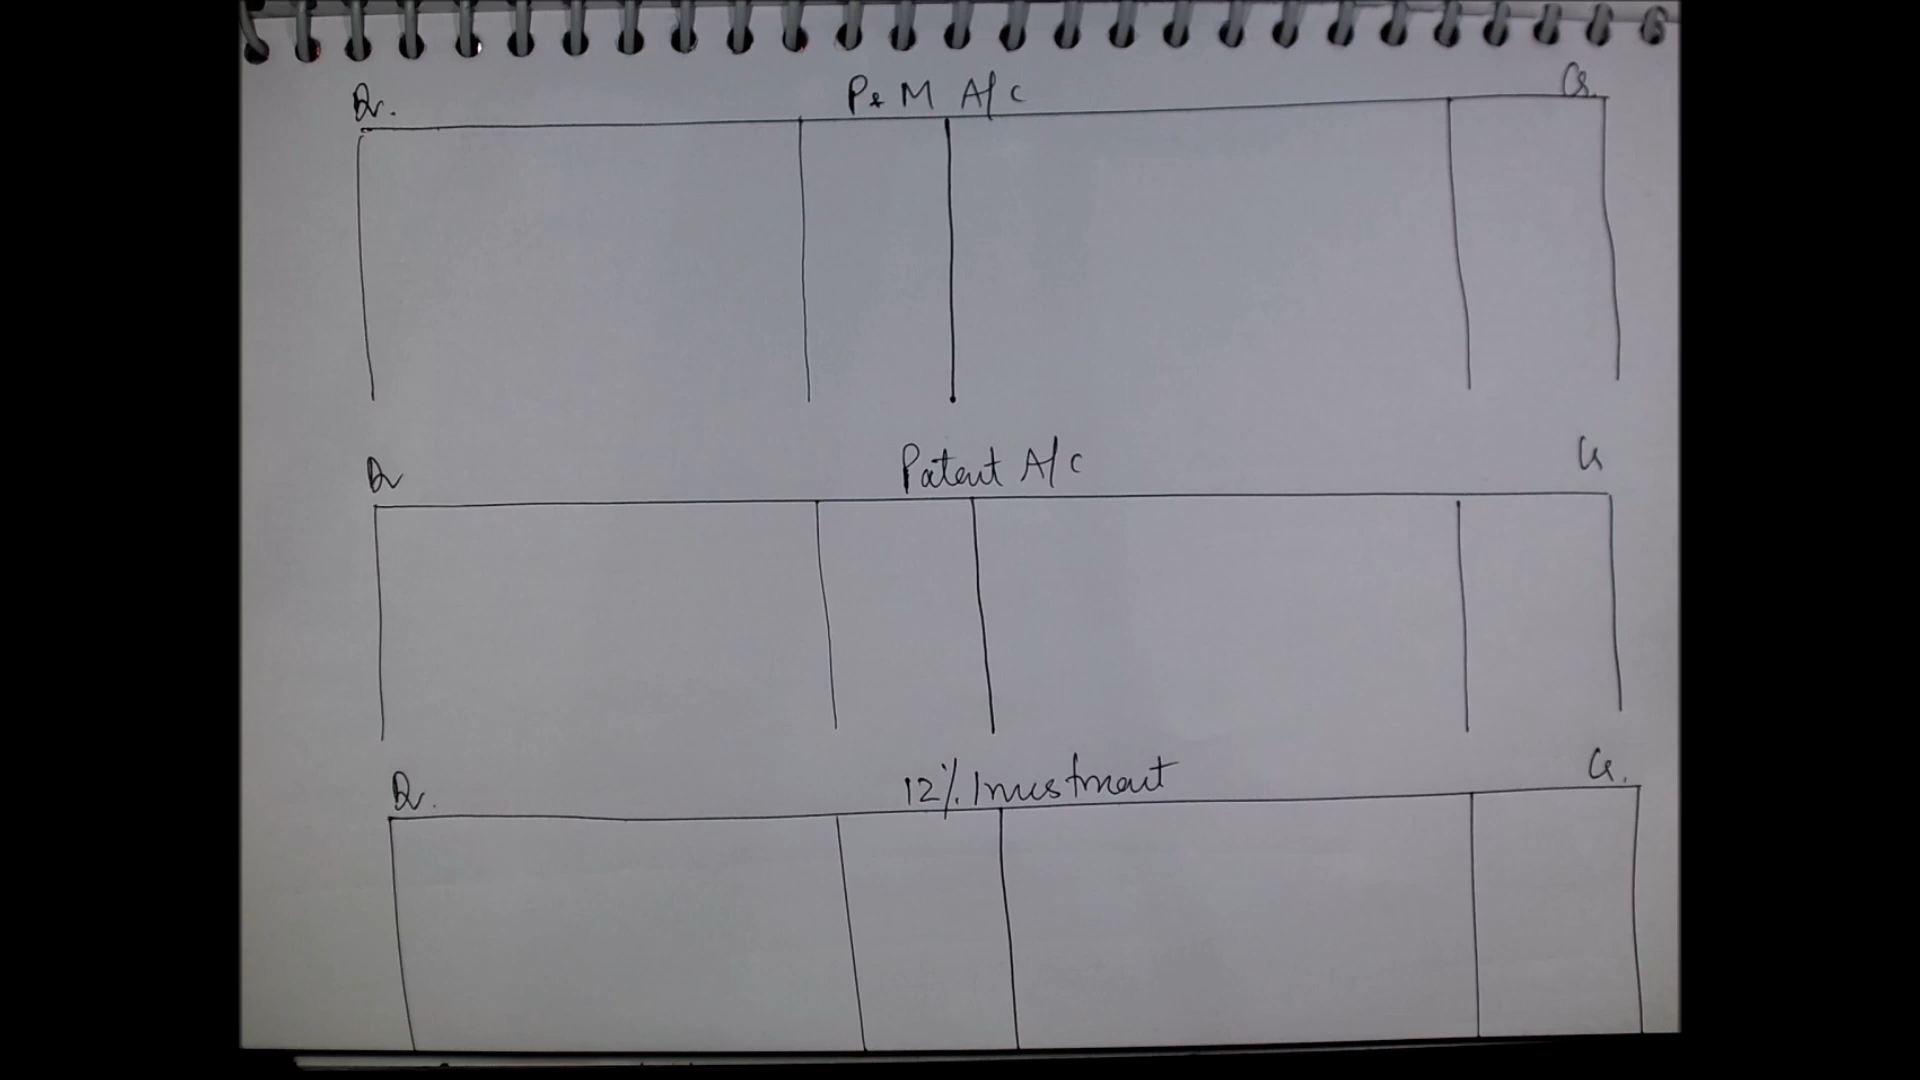 Dr. P & M A/c Cr.
Dr Patent A/c Cr
Dr. 12% Investment Cr.